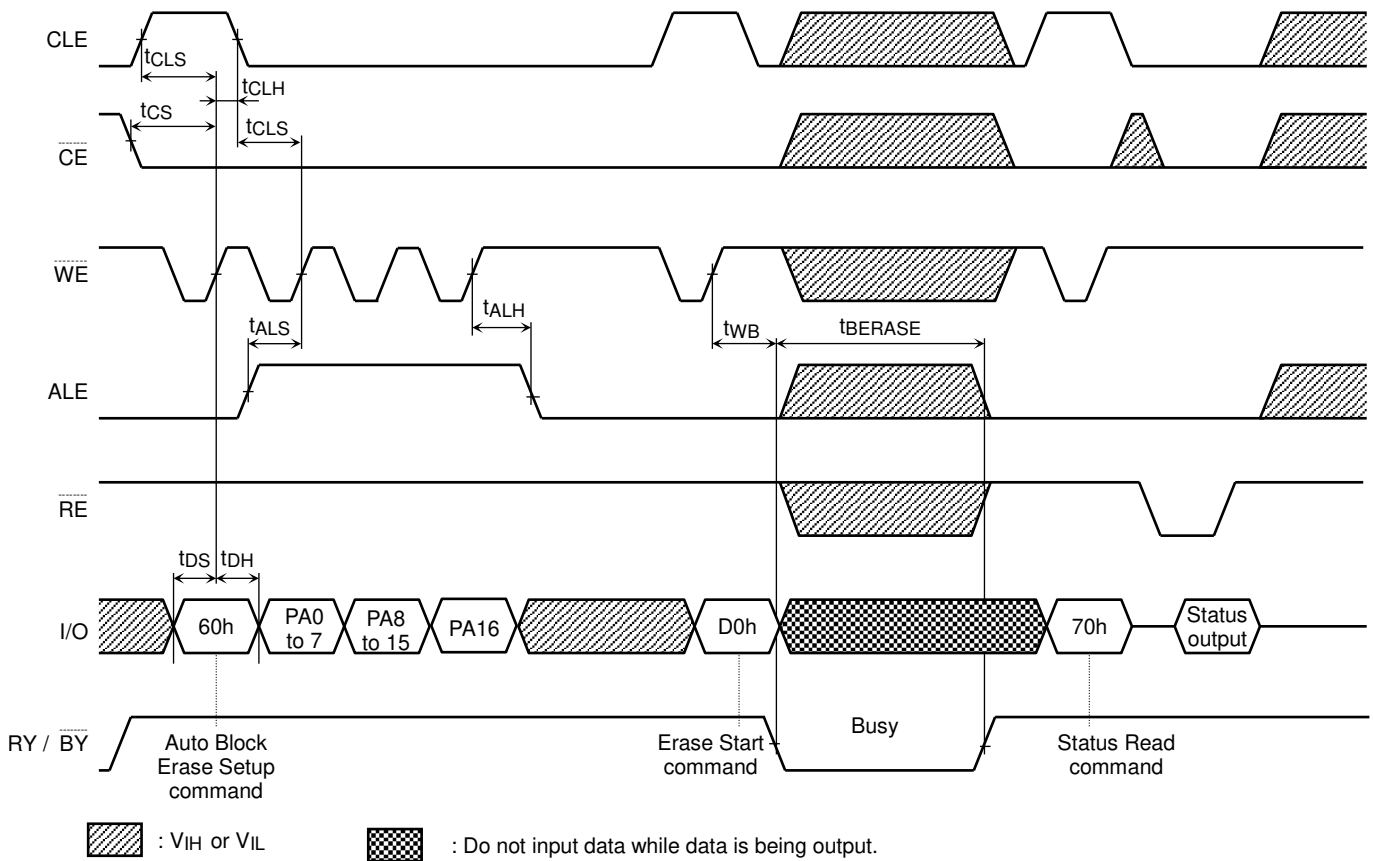 CLE
tCLS
tCLH
tCS
tCLS
CE
WE
tALS
tALH
tWB
tBERASE
ALE
RE
tDS
tDH
I/O
60h
PA0
to 7
PA8
to 15
PA16
D0h
70h
Status
output
RY / BY
Auto Block
Erase Setup
command
Erase Start
command
Busy
Status Read
command
: VIH or VIL
: Do not input data while data is being output.